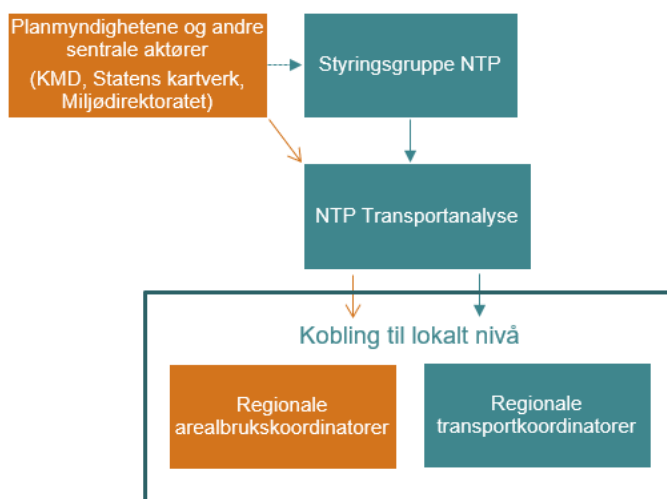 Planmyndighetene og andre
sentrale aktører
(KMD, Statens kartverk,
Miljødirektoratet)
Styringsgruppe NTP
NTP Transportanalyse
Kobling til lokalt nivå
Regionale
arealbrukskoordinatorer
Regionale
transportkoordinatorer